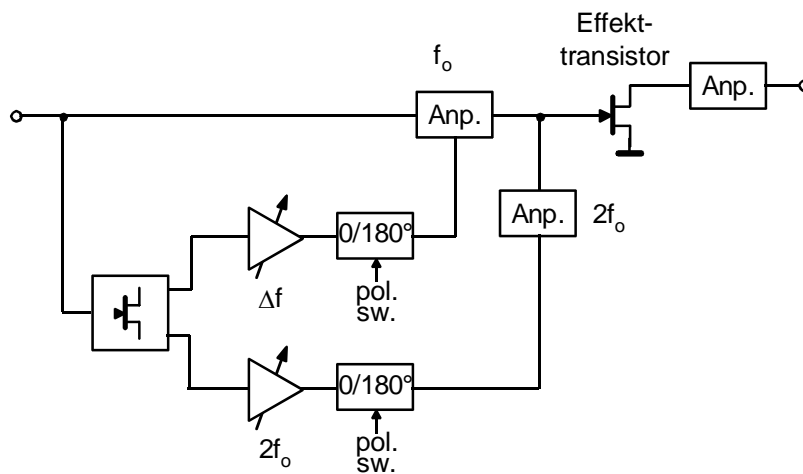 Effekt-
transistor
fo
Anp.
Anp.
Anp.
2fo
0/180°
Δf
pol.
sw.
0/180°
2fo
pol.
sw.